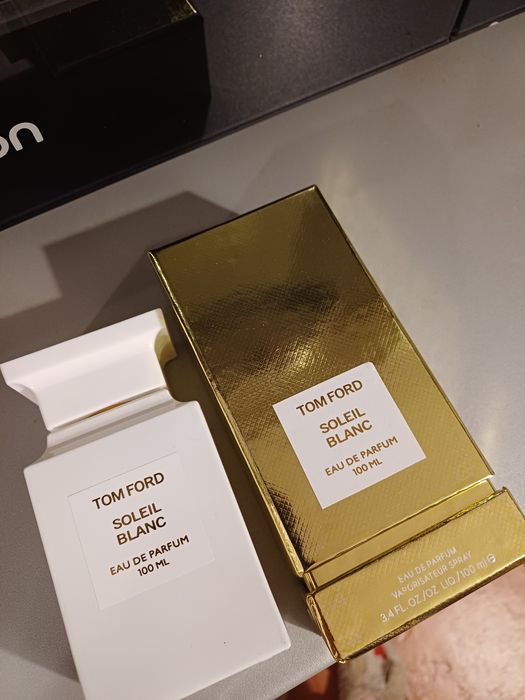 on
TOM FORD
SOLEIL
BLANC
EAU DE PARFUM
100 ML
TOM FORD
SOLEIL
BLANC
EAU DE PARFUM
100 ML
EAU DE PARFUM
VAPORISATEUR SPRAY
3.4 FL. OZ/OZ LIQ/100 ml e